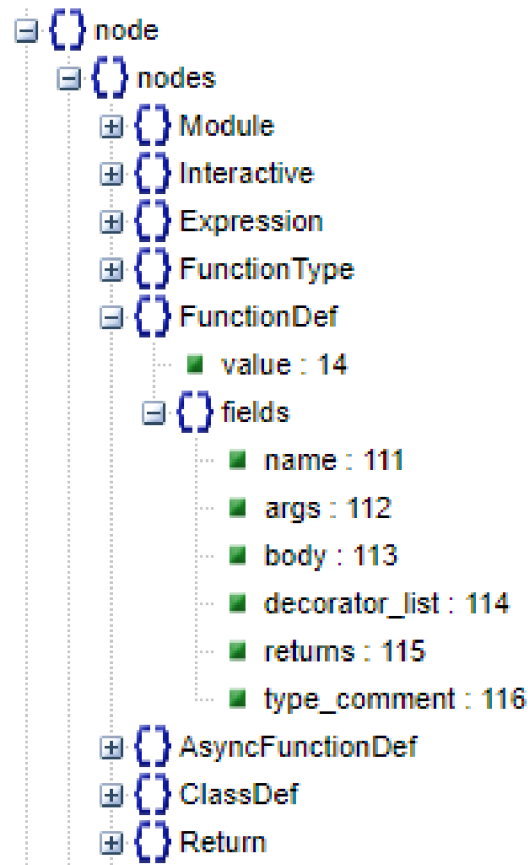 node
nodes
Module
Interactive
Expression
FunctionType
FunctionDef
value : 14
fields
name : 111
args : 112
body : 113
decorator_list : 114
returns : 115
type_comment : 116
AsyncFunctionDef
ClassDef
Return